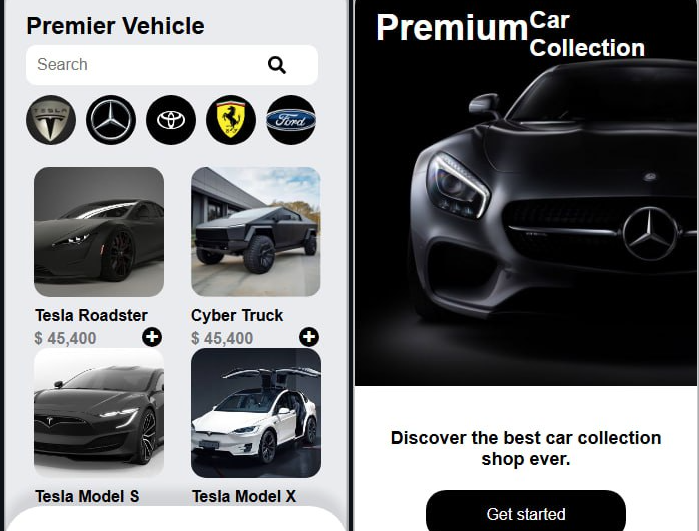 Premier Vehicle
Search
TESLA
Ford
Tesla Roadster
Cyber Truck
$ 45,400
$ 45,400
Tesla Model S
Tesla Model X
Premium Car
Collection
Discover the best car collection
shop ever.
Get started